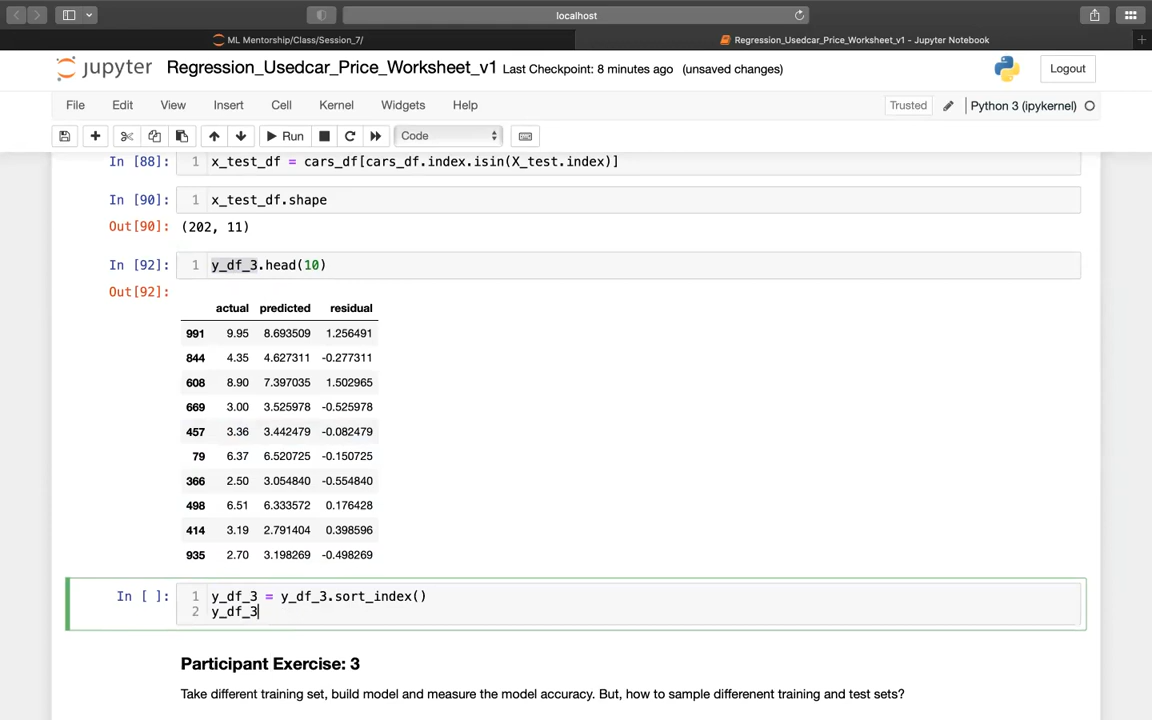 localhost
ML Mentorship/Class/Session_7/
Regression_Usedcar_Price_Worksheet_v1 - Jupyter Notebook
jupyter Regression_Usedcar_Price_Worksheet_v1 Last Checkpoint: 8 minutes ago (unsaved changes)
Logout
File Edit View Insert Cell Kernel Widgets Help
Trusted Python 3 (ipykernel)
Run Code
In [88]: 1 x_test_df = cars_df[cars_df.index.isin(X_test.index)]
In [90]: 1 x_test_df.shape
Out[90]: (202, 11)
In [92]: 1 y_df_3.head(10)
Out[92]:
actual predicted residual
991 9.95 8.693509 1.256491
844 4.35 4.627311 -0.277311
608 8.90 7.397035 1.502965
669 3.00 3.525978 -0.525978
457 3.36 3.442479 -0.082479
79 6.37 6.520725 -0.150725
366 2.50 3.054840 -0.554840
498 6.51 6.333572 0.176428
414 3.19 2.791404 0.398596
935 2.70 3.198269 -0.498269
In [ ]: 1 y_df_3 = y_df_3.sort_index()
2 y_df_3
Participant Exercise: 3
Take different training set, build model and measure the model accuracy. But, how to sample differenent training and test sets?